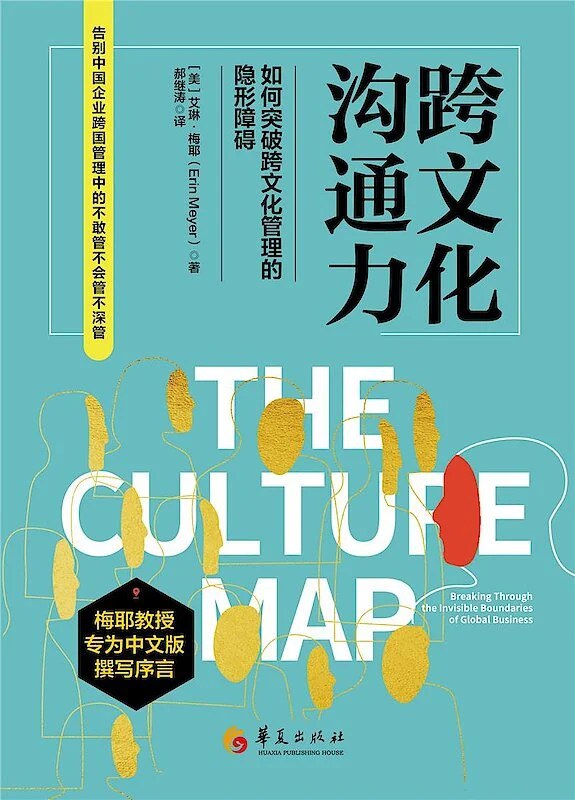 跨文化
沟通力
如何突破跨文化管理的
隐形障碍
[美]艾琳·梅耶(Erin Meyer)◎著
郝继涛◎译
告别中国企业跨国管理中的不敢管不会管不深管
THE
CULTURE
MAP
Breaking Through
the Invisible Boundaries
of Global Business
梅耶教授
专为中文版
撰写序言
华夏出版社
HUAXIA PUBLISHING HOUSE